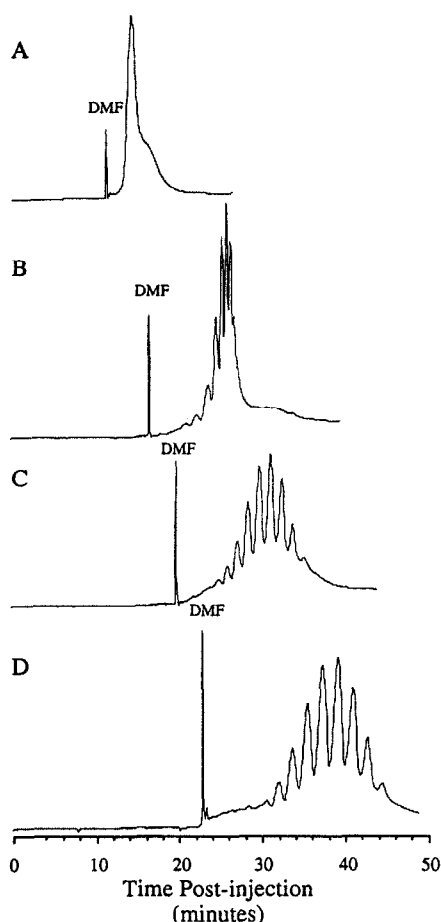 A
DMF
B
DMF
DMF
C
DMF
D
0 10 20 30 40 50
Time Post-injection
(minutes)